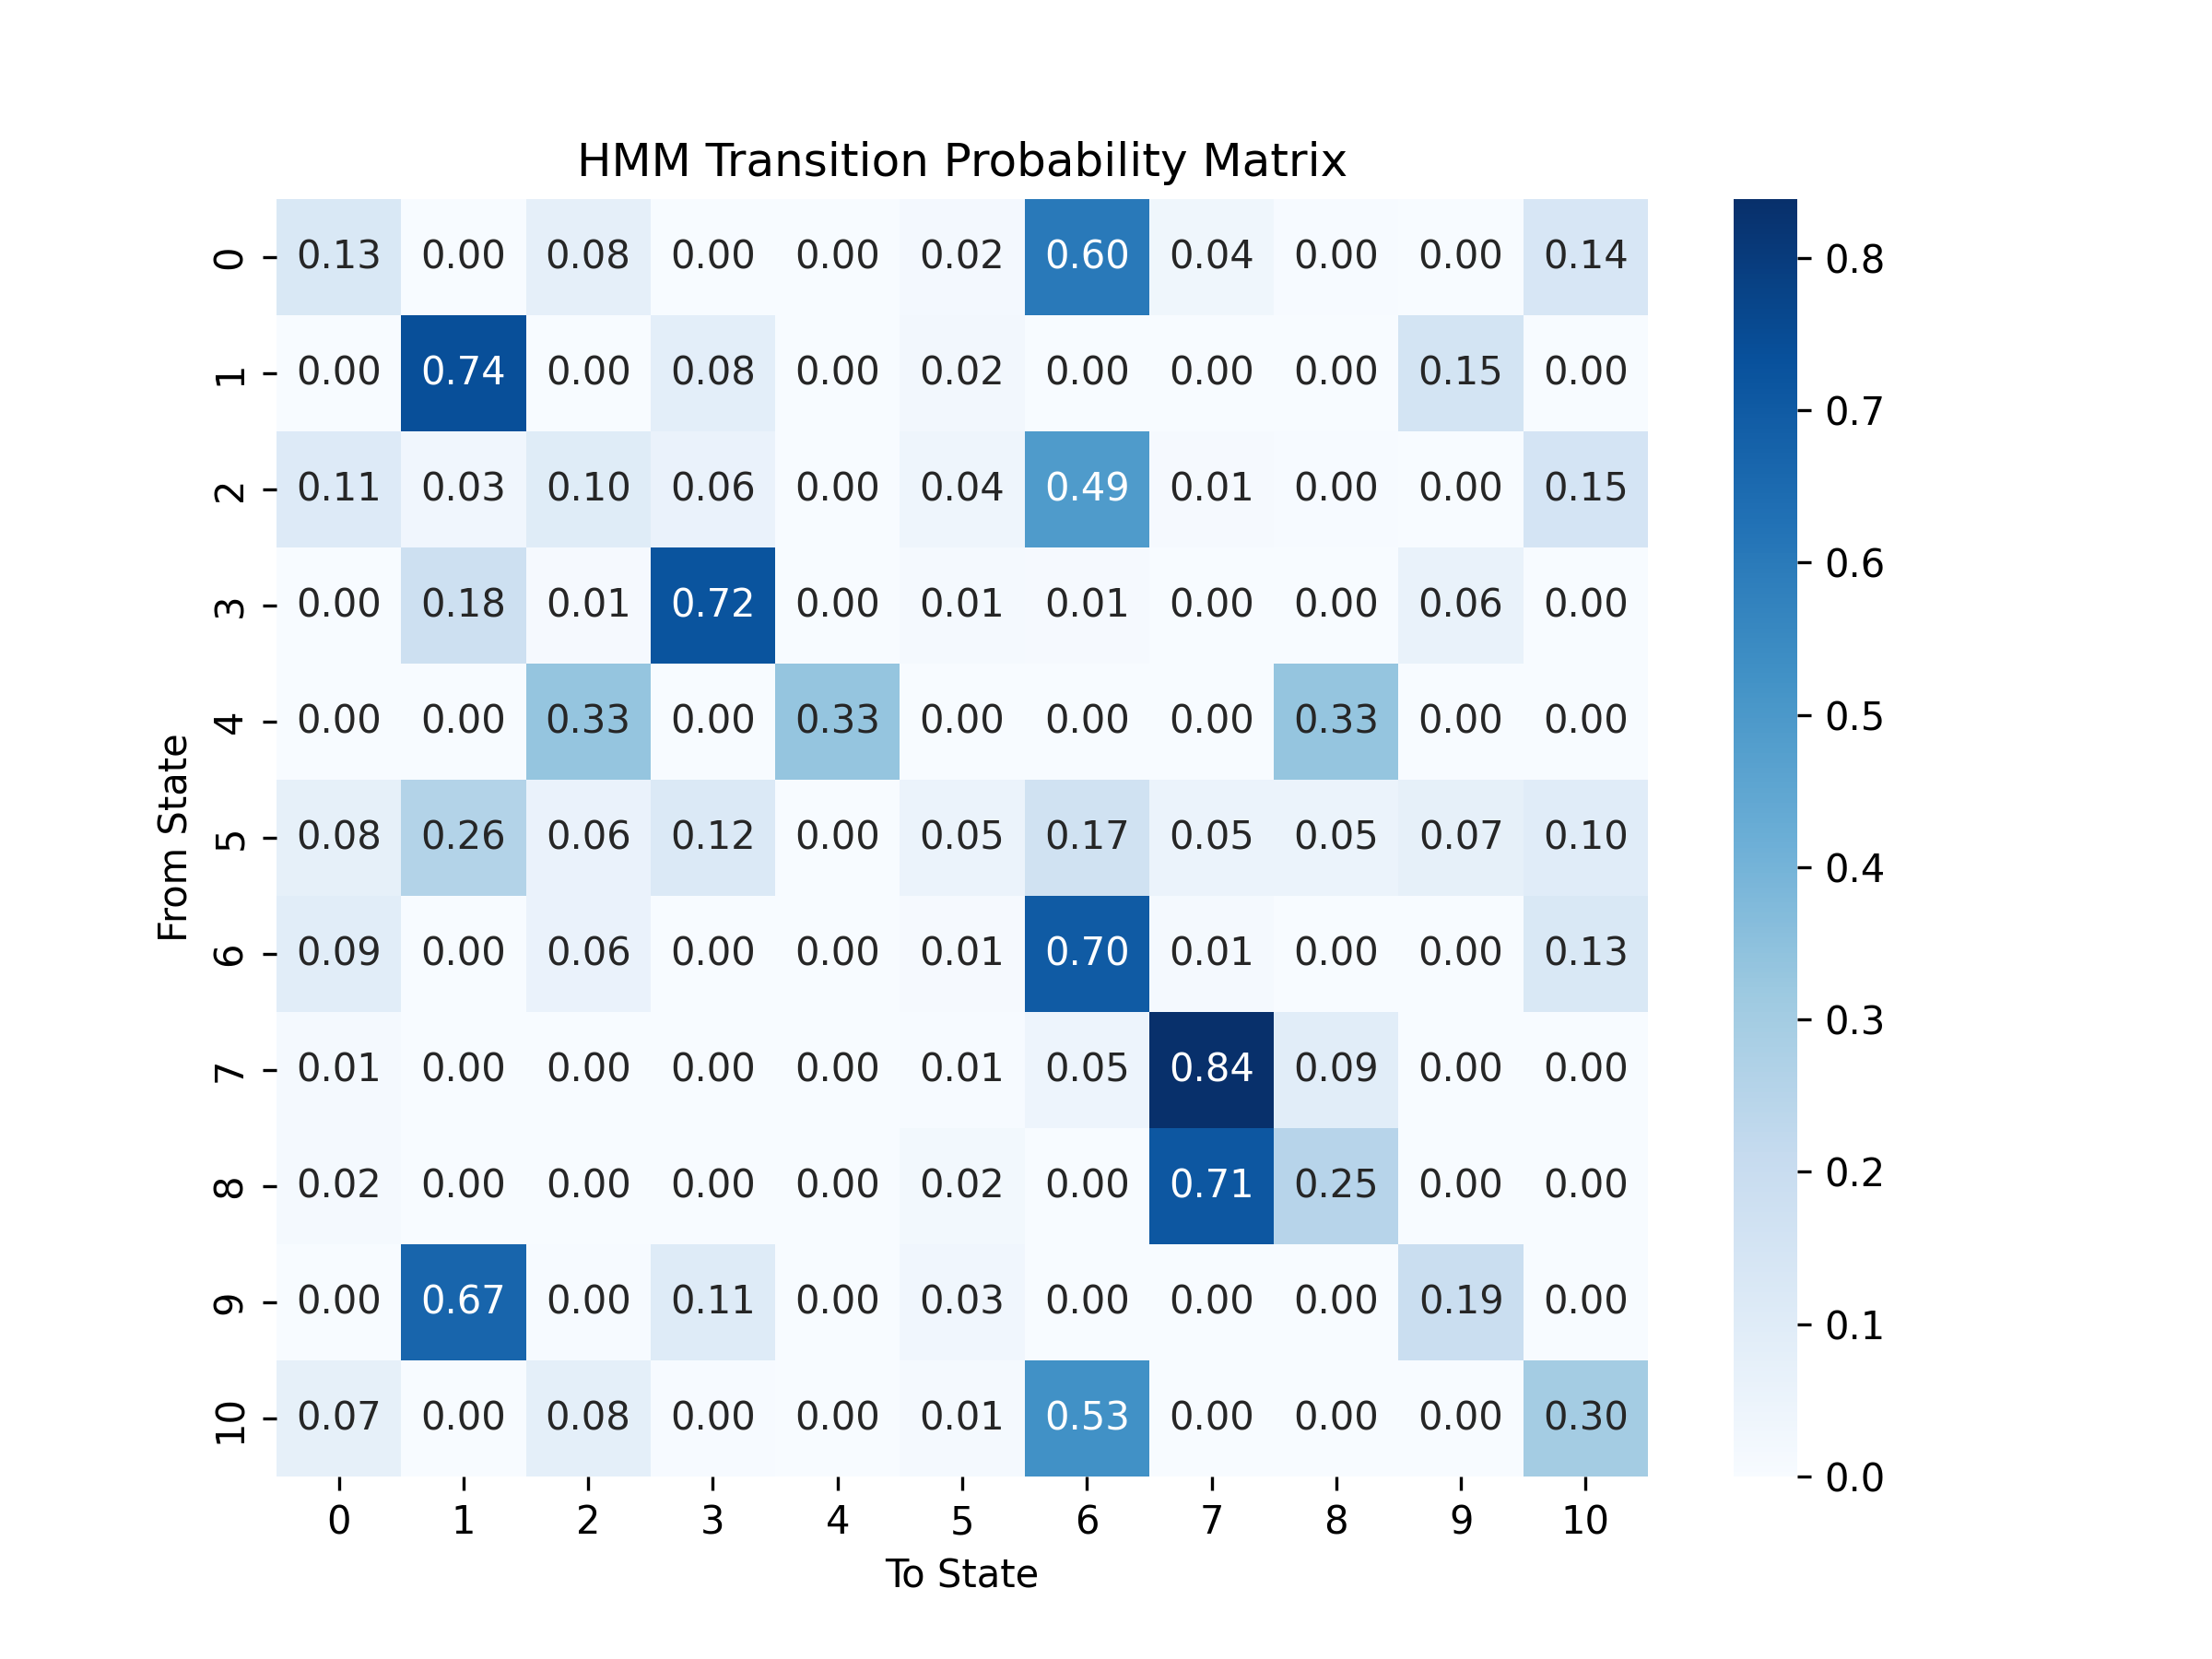 HMM Transition Probability Matrix
0 0.13 0.00 0.08 0.00 0.00 0.02 0.60 0.04 0.00 0.00 0.14
1 0.00 0.74 0.00 0.08 0.00 0.02 0.00 0.00 0.00 0.15 0.00
2 0.11 0.03 0.10 0.06 0.00 0.04 0.49 0.01 0.00 0.00 0.15
3 0.00 0.18 0.01 0.72 0.00 0.01 0.01 0.00 0.00 0.06 0.00
4 0.00 0.00 0.33 0.00 0.33 0.00 0.00 0.00 0.33 0.00 0.00
5 0.08 0.26 0.06 0.12 0.00 0.05 0.17 0.05 0.05 0.07 0.10
6 0.09 0.00 0.06 0.00 0.00 0.01 0.70 0.01 0.00 0.00 0.13
7 0.01 0.00 0.00 0.00 0.00 0.01 0.05 0.84 0.09 0.00 0.00
8 0.02 0.00 0.00 0.00 0.00 0.02 0.00 0.71 0.25 0.00 0.00
9 0.00 0.67 0.00 0.11 0.00 0.03 0.00 0.00 0.00 0.19 0.00
10 0.07 0.00 0.08 0.00 0.00 0.01 0.53 0.00 0.00 0.00 0.30
0 1 2 3 4 5 6 7 8 9 10
To State
From State
0.8
0.7
0.6
0.5
0.4
0.3
0.2
0.1
0.0